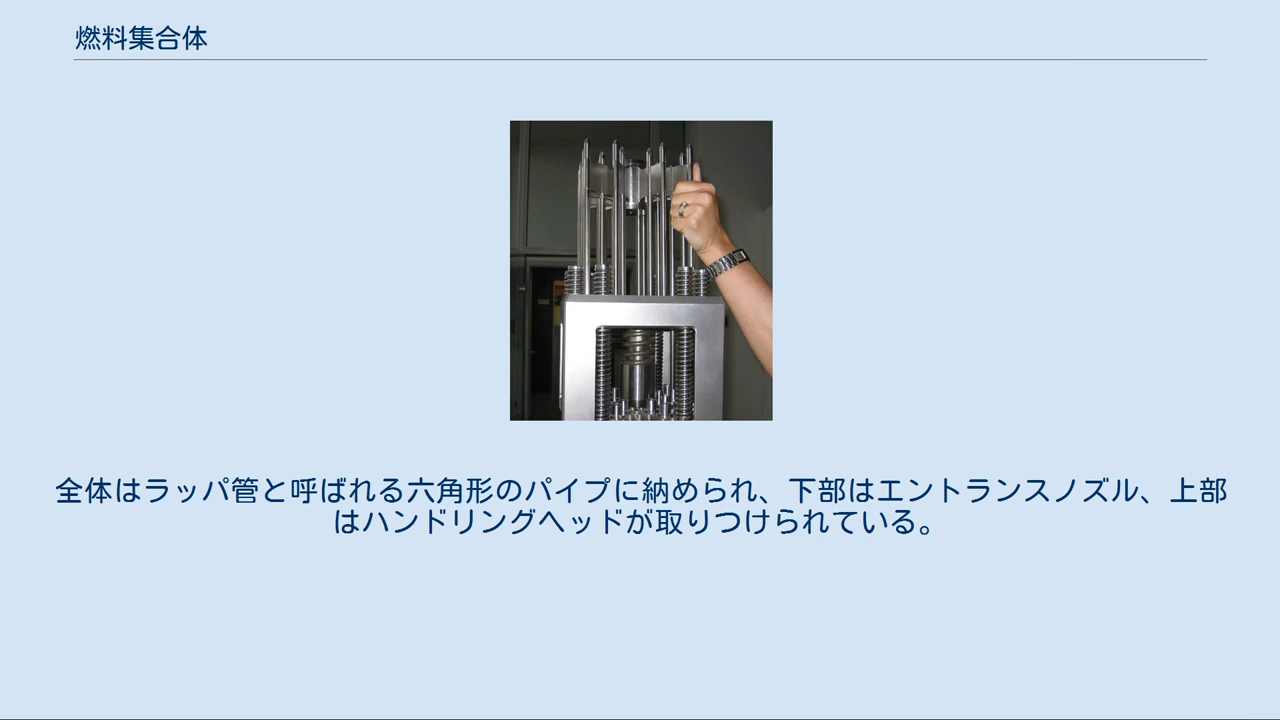 燃料集合体
全体はラッパ管と呼ばれる六角形のパイプに納められ、下部はエントランスノズル、上部
はハンドリングヘッドが取りつけられている。